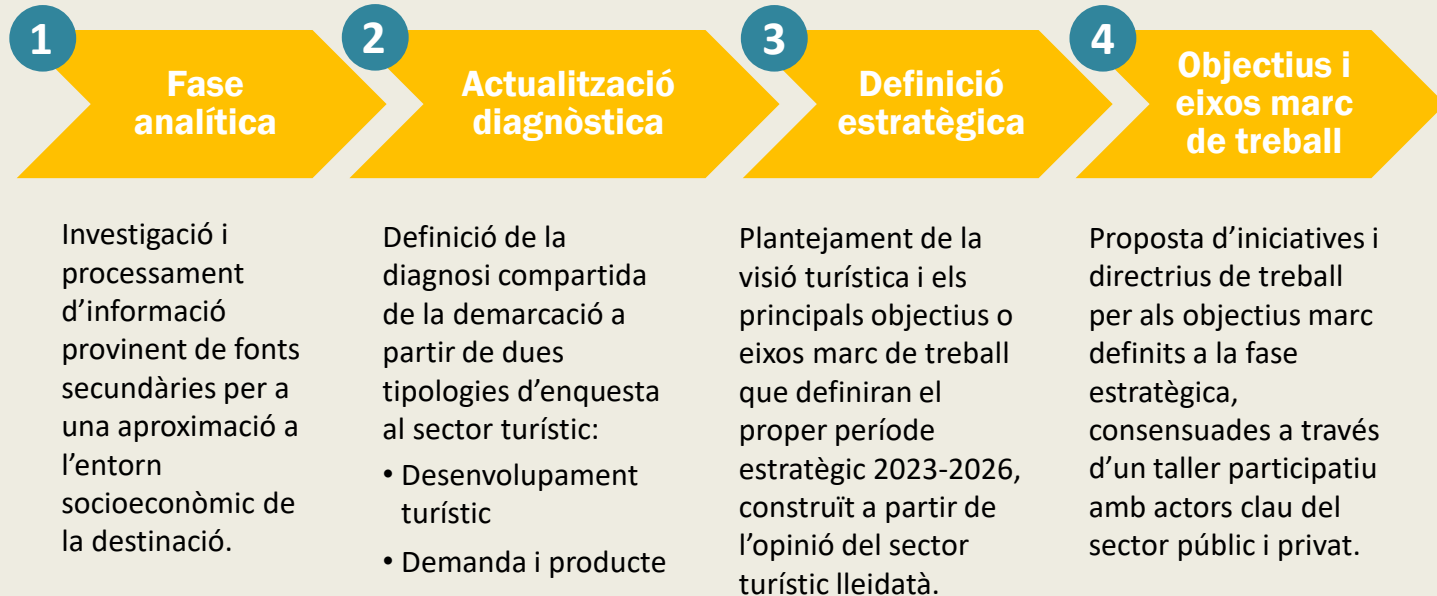 1
Fase
analítica
Investigació i
processament
d’informació
provinent de fonts
secundàries per a
una aproximació a
l’entorn
socioeconòmic de
la destinació.
2
Actualització
diagnòstica
Definició de la
diagnosi compartida
de la demarcació a
partir de dues
tipologies d’enquesta
al sector turístic:
• Desenvolupament
turístic
• Demanda i producte
3
Definició
estratègica
Plantejament de la
visió turística i els
principals objectius o
eixos marc de treball
que definiran el
proper període
estratègic 2023-2026,
construït a partir de
l’opinió del sector
turístic lleidatà.
4
Objectius i
eixos marc
de treball
Proposta d’iniciatives i
directrius de treball
per als objectius marc
definits a la fase
estratègica,
consensuades a través
d’un taller participatiu
amb actors clau del
sector públic i privat.